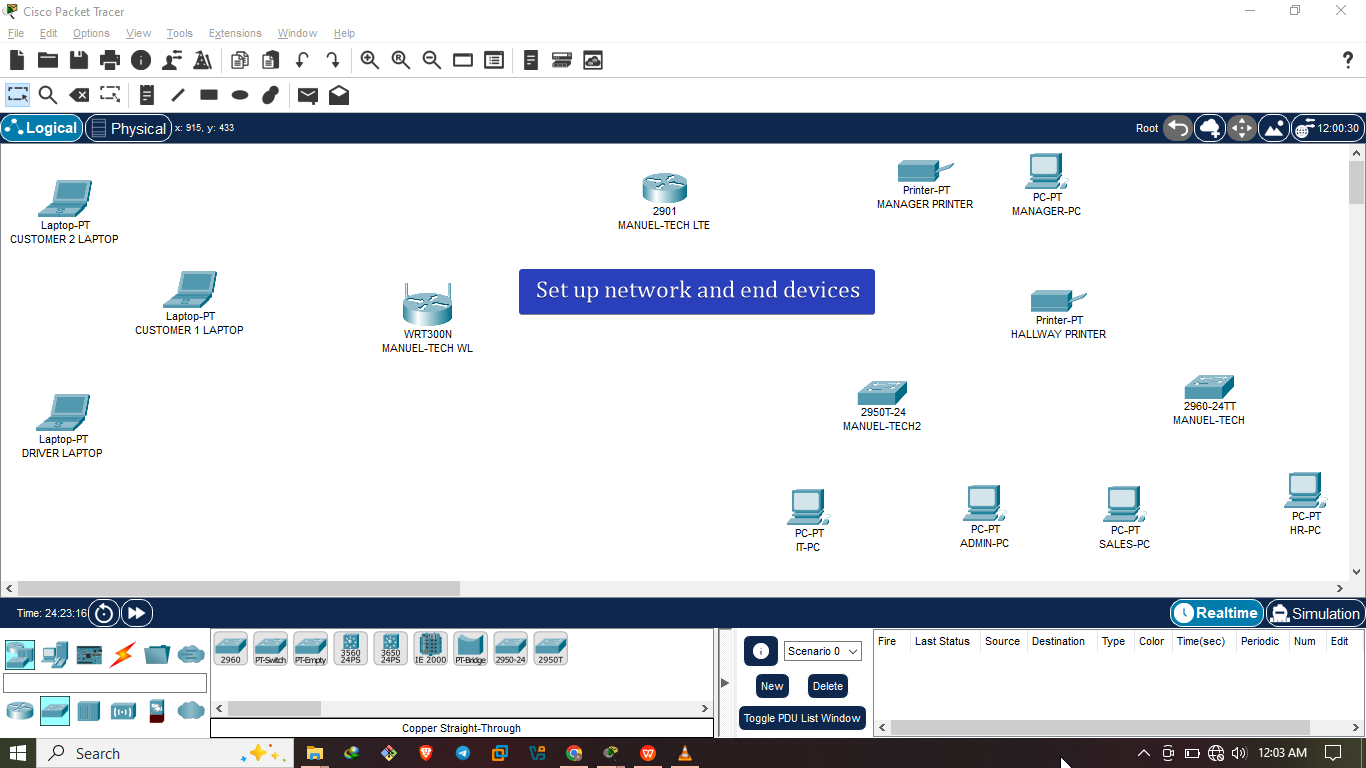 Cisco Packet Tracer
File Edit Options View Tools Extensions Window Help
Logical
Physical
x: 915, y: 433
Root
12:00:30
Laptop-PT
CUSTOMER 2 LAPTOP
2901
MANUEL-TECH LTE
Printer-PT
MANAGER PRINTER
PC-PT
MANAGER-PC
Laptop-PT
CUSTOMER 1 LAPTOP
WRT300N
MANUEL-TECH WL
Set up network and end devices
Printer-PT
HALLWAY PRINTER
Laptop-PT
DRIVER LAPTOP
2950T-24
MANUEL-TECH2
2960-24TT
MANUEL-TECH
PC-PT
IT-PC
PC-PT
ADMIN-PC
PC-PT
SALES-PC
PC-PT
HR-PC
Time: 24:23:16
Realtime
Simulation
2960
PT-Switch
PT-Empty
3560 24PS
3650 24PS
IE 2000
PT-Bridge
2950-24
2950T
Copper Straight-Through
Scenario 0
New
Delete
Toggle PDU List Window
Fire Last Status Source Destination Type Color Time(sec) Periodic Num Edit
Search
12:03 AM